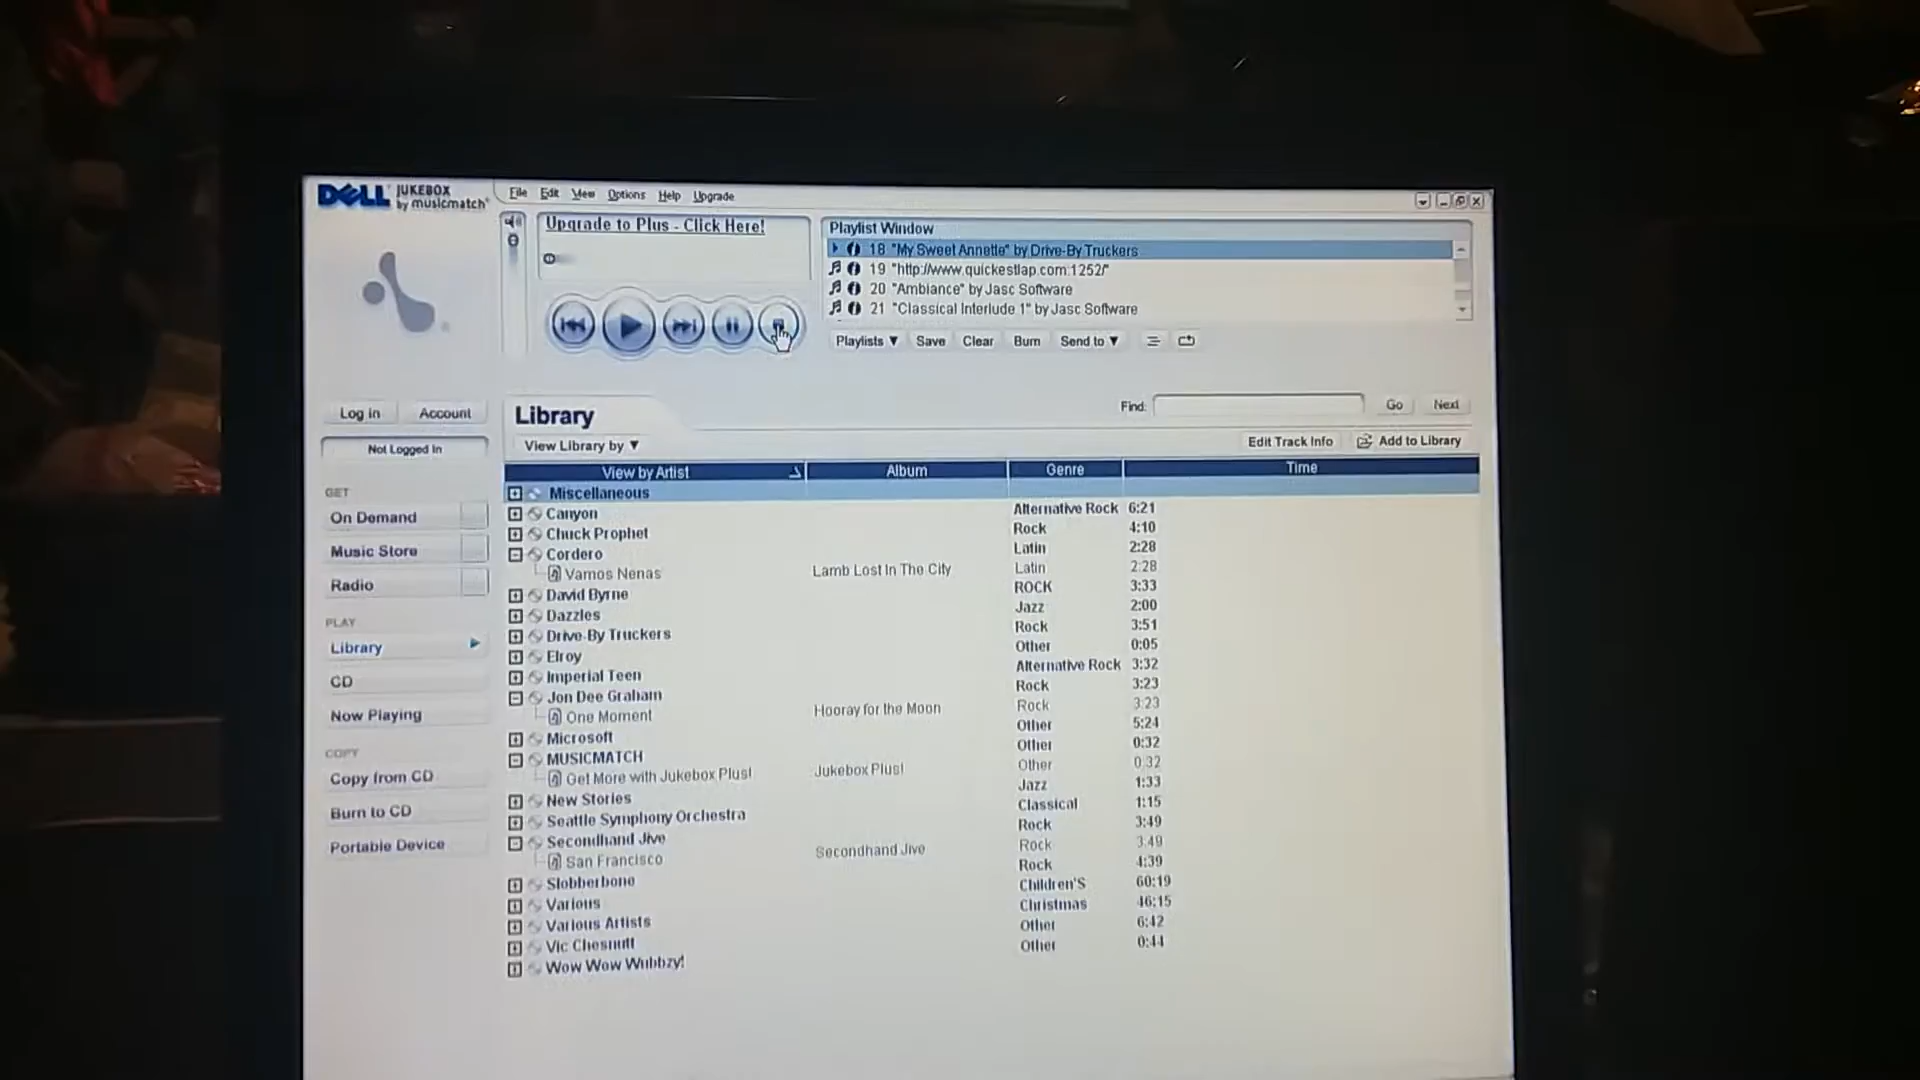 DELL JUKEBOX by musicmatch
File Edit View Options Help Upgrade
Upgrade to Plus - Click Here!
Playlist Window
18 "My Sweet Annette" by Drive-By Truckers
19 "http://www.quickestlap.com:1252/"
20 "Ambiance" by Jasc Software
21 "Classical Interlude 1" by Jasc Software
Playlists Save Clear Burn Send to
Log in Account
Not Logged In
GET
On Demand
Music Store
Radio
PLAY
Library
CD
Now Playing
COPY
Copy from CD
Burn to CD
Portable Device
Library
Find: Go Next
View Library by
Edit Track Info Add to Library
View by Artist Album Genre Time
Miscellaneous
Canyon Alternative Rock 6:21
Chuck Prophet Rock 4:10
Cordero Latin 2:28
Vamos Nenas Lamb Lost In The City Latin 2:28
David Byrne ROCK 3:33
Dazzles Jazz 2:00
Drive-By Truckers Rock 3:51
Elroy Other 0:05
Imperial Teen Alternative Rock 3:32
Jon Dee Graham Rock 3:23
One Moment Hooray for the Moon Rock 3:23
Microsoft Other 5:24
MUSICMATCH Other 0:32
Get More with Jukebox Plus! Jukebox Plus! Other 0:32
New Stories Jazz 1:33
Seattle Symphony Orchestra Classical 1:15
Secondhand Jive Rock 3:49
San Francisco Secondhand Jive Rock 3:49
Slobberbone Rock 4:39
Various Children'S 60:19
Various Artists Christmas 46:15
Vic Chesnutt Other 6:42
Wow Wow Wubbzy! Other 0:44